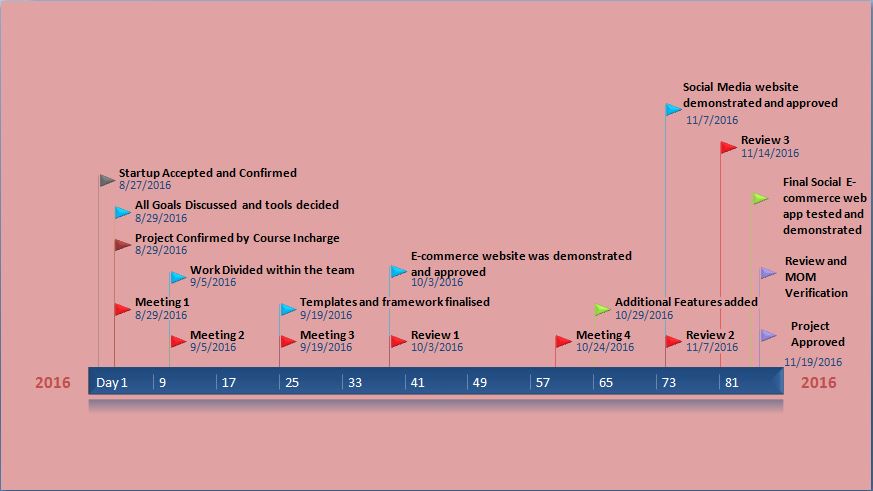 Social Media website
demonstrated and approved
11/7/2016
Review 3
11/14/2016
Startup Accepted and Confirmed
8/27/2016
Final Social E-
commerce web
app tested and
demonstrated
All Goals Discussed and tools decided
8/29/2016
Project Confirmed by Course Incharge
8/29/2016
E-commerce website was demonstrated
and approved
10/3/2016
Work Divided within the team
9/5/2016
Review and
MOM
Verification
Meeting 1
8/29/2016
Templates and framework finalised
9/19/2016
Additional Features added
10/29/2016
Meeting 2
9/5/2016
Meeting 3
9/19/2016
Review 1
10/3/2016
Meeting 4
10/24/2016
Review 2
11/7/2016
Project
Approved
11/19/2016
2016
Day 1 9 17 25 33 41 49 57 65 73 81
2016